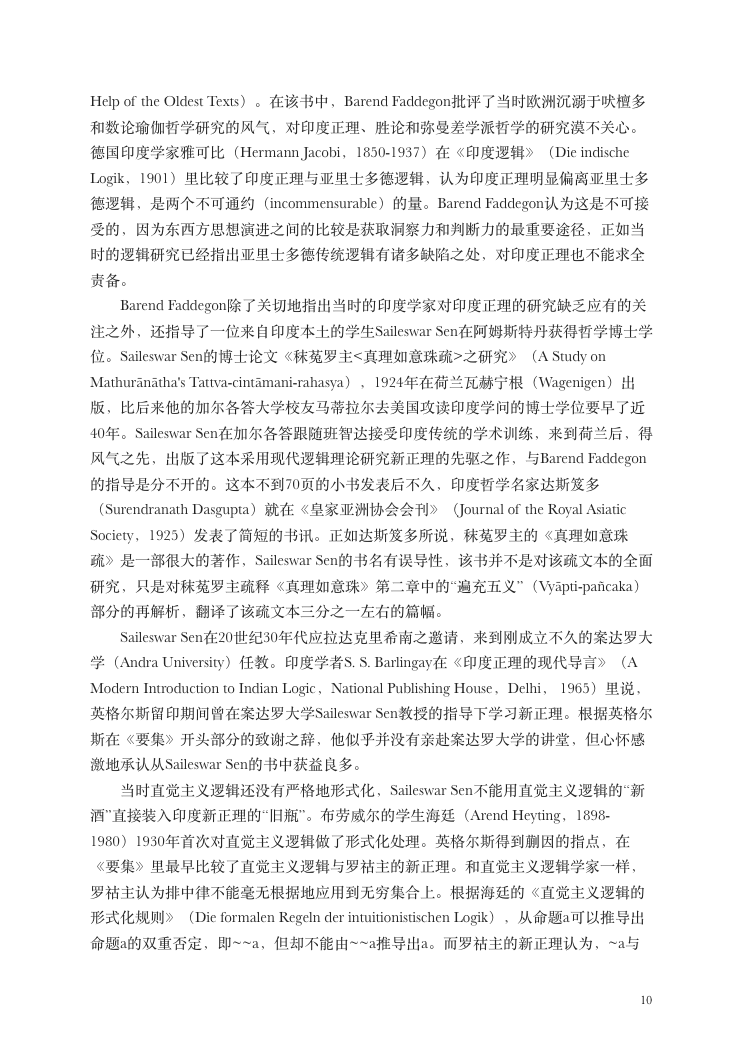 Help of the Oldest Texts）。在该书中，Barend Faddegon批评了当时欧洲沉溺于吠檀多
和数论瑜伽哲学研究的风气，对印度正理、胜论和弥曼差学派哲学的研究漠不关心。
德国印度学家雅可比（Hermann Jacobi，1850-1937）在《印度逻辑》（Die indische
Logik，1901）里比较了印度正理与亚里士多德逻辑，认为印度正理明显偏离亚里士多
德逻辑，是两个不可通约（incommensurable）的量。Barend Faddegon认为这是不可接
受的，因为东西方思想演进之间的比较是获取洞察力和判断力的最重要途径，正如当
时的逻辑研究已经指出亚里士多德传统逻辑有诸多缺陷之处，对印度正理也不能求全
责备。
Barend Faddegon除了关切地指出当时的印度学家对印度正理的研究缺乏应有的关
注之外，还指导了一位来自印度本土的学生Saileswar Sen在阿姆斯特丹获得哲学博士学
位。Saileswar Sen的博士论文《秣菟罗主<真理如意珠疏>之研究》（A Study on
Mathurānātha's Tattva-cintāmani-rahasya），1924年在荷兰瓦赫宁根（Wagenigen）出
版，比后来他的加尔各答大学校友马蒂拉尔去美国攻读印度学问的博士学位要早了近
40年。Saileswar Sen在加尔各答跟随班智达接受印度传统的学术训练，来到荷兰后，得
风气之先，出版了这本采用现代逻辑理论研究新正理的先驱之作，与Barend Faddegon
的指导是分不开的。这本不到70页的小书发表后不久，印度哲学名家达斯笈多
（Surendranath Dasgupta）就在《皇家亚洲协会会刊》（Journal of the Royal Asiatic
Society，1925）发表了简短的书讯。正如达斯笈多所说，秣菟罗主的《真理如意珠
疏》是一部很大的著作，Saileswar Sen的书名有误导性，该书并不是对该疏文本的全面
研究，只是对秣菟罗主疏释《真理如意珠》第二章中的“遍充五义”（Vyāpti-pañcaka）
部分的再解析，翻译了该疏文本三分之一左右的篇幅。
Saileswar Sen在20世纪30年代应拉达克里希南之邀请，来到刚成立不久的案达罗大
学（Andra University）任教。印度学者S. S. Barlingay在《印度正理的现代导言》（A
Modern Introduction to Indian Logic，National Publishing House，Delhi， 1965）里说，
英格尔斯留印期间曾在案达罗大学Saileswar Sen教授的指导下学习新正理。根据英格尔
斯在《要集》开头部分的致谢之辞，他似乎并没有亲赴案达罗大学的讲堂，但心怀感
激地承认从Saileswar Sen的书中获益良多。
当时直觉主义逻辑还没有严格地形式化，Saileswar Sen不能用直觉主义逻辑的“新
酒”直接装入印度新正理的“旧瓶”。布劳威尔的学生海廷（Arend Heyting，1898-
1980）1930年首次对直觉主义逻辑做了形式化处理。英格尔斯得到蒯因的指点，在
《要集》里最早比较了直觉主义逻辑与罗祜主的新正理。和直觉主义逻辑学家一样，
罗祜主认为排中律不能毫无根据地应用到无穷集合上。根据海廷的《直觉主义逻辑的
形式化规则》（Die formalen Regeln der intuitionistischen Logik），从命题a可以推导出
命题a的双重否定，即~~a，但却不能由~~a推导出a。而罗祜主的新正理认为，~a与
10